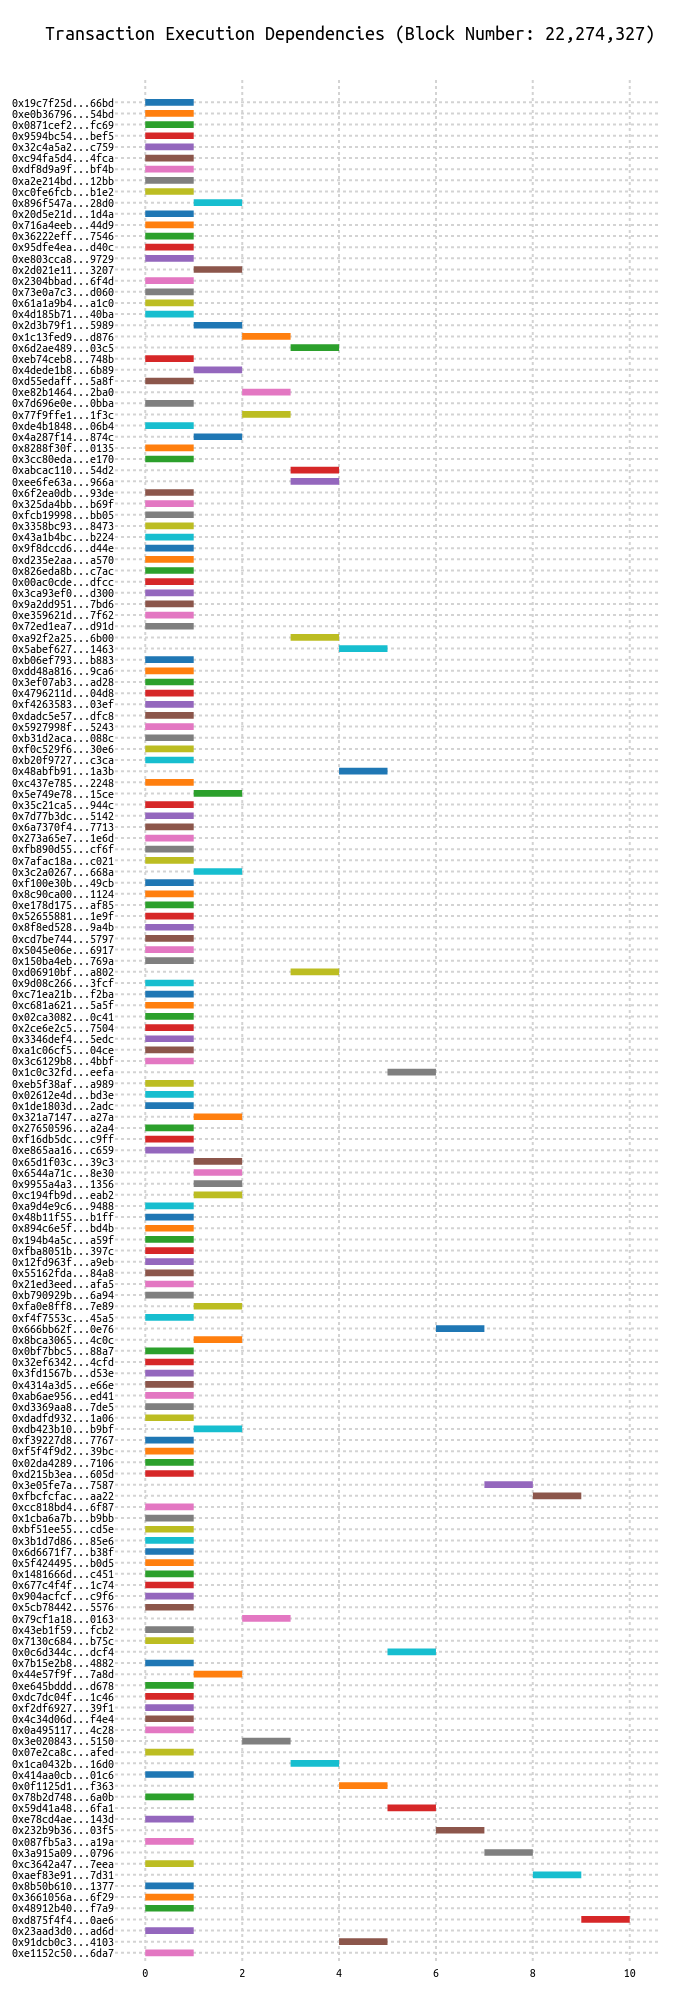 Transaction Execution Dependencies (Block Number: 22,274,327)
0x19c7f25d...66bd
0xe0b36796...54bd
0x0871cef2...fc69
0x9594bc54...bef5
0x32c4a5a2...c759
0xc94fa5d4...4fca
0xdf8d9a9f...bf4b
0xa2e214bd...12bb
0xc0fe6fcb...b1e2
0x896f547a...28d0
0x20d5e21d...1d4a
0x716a4eeb...44d9
0x36222eff...7546
0x95dfe4ea...d40c
0xe803cca8...9729
0x2d021e11...3207
0x2304bbad...6f4d
0x73e0a7c3...d060
0x61a1a9b4...a1c0
0x4d185b71...40ba
0x2d3b79f1...5989
0x1c13fed9...d876
0x6d2ae489...03c5
0xeb74ceb8...748b
0x4dede1b8...6b89
0xd55edaff...5a8f
0xe82b1464...2ba0
0x7d696e0e...0bba
0x77f9ffe1...1f3c
0xde4b1848...06b4
0x4a287f14...874c
0x8288f30f...0135
0x3cc80eda...e170
0xabcac110...54d2
0xee6fe63a...966a
0x6f2ea0db...93de
0x325da4bb...b69f
0xfcb19998...bb05
0x3358bc93...8473
0x43a1b4bc...b224
0x9f8dccd6...d44e
0xd235e2aa...a570
0x826eda8b...c7ac
0x00ac0cde...dfcc
0x3ca93ef0...d300
0x9a2dd951...7bd6
0xe359621d...7f62
0x72ed1ea7...d91d
0xa92f2a25...6b00
0x5abef627...1463
0xb06ef793...b883
0xdd48a816...9ca6
0x3ef07ab3...ad28
0x4796211d...04d8
0xf4263583...03ef
0xdadc5e57...dfc8
0x5927998f...5243
0xb31d2aca...088c
0xf0c529f6...30e6
0xb20f9727...c3ca
0x48abfb91...1a3b
0xc437e785...2248
0x5e749e78...15ce
0x35c21ca5...944c
0x7d77b3dc...5142
0x6a7370f4...7713
0x273a65e7...1e6d
0xfb890d55...cf6f
0x7afac18a...c021
0x3c2a0267...668a
0xf100e30b...49cb
0x8c90ca00...1124
0xe178d175...af85
0x52655881...1e9f
0x8f8ed528...9a4b
0xcd7be744...5797
0x5045e06e...6917
0x150ba4eb...769a
0xd06910bf...a802
0x9d08c266...3fcf
0xc71ea21b...f2ba
0xc681a621...5a5f
0x02ca3082...0c41
0x2ce6e2c5...7504
0x3346def4...5edc
0xa1c06cf5...04ce
0x3c6129b8...4bbf
0x1c0c32fd...eefa
0xeb5f38af...a989
0x02612e4d...bd3e
0x1de1803d...2adc
0x321a7147...a27a
0x27650596...a2a4
0xf16db5dc...c9ff
0xe865aa16...c659
0x65d1f03c...39c3
0x6544a71c...8e30
0x9955a4a3...1356
0xc194fb9d...eab2
0xa9d4e9c6...9488
0x48b11f55...b1ff
0x894c6e5f...bd4b
0x194b4a5c...a59f
0xfba8051b...397c
0x12fd963f...a9eb
0x55162fda...84a8
0x21ed3eed...afa5
0xb790929b...6a94
0xfa0e8ff8...7e89
0xf4f7553c...45a5
0x666bb62f...0e76
0x8bca3065...4c0c
0x0bf7bbc5...88a7
0x32ef6342...4cfd
0x3fd1567b...d53e
0x4314a3d5...e66e
0xab6ae956...ed41
0xd3369aa8...7de5
0xdadfd932...1a06
0xdb423b10...b9bf
0xf39227d8...7767
0xf5f4f9d2...39bc
0x02da4289...7106
0xd215b3ea...605d
0x3e05fe7a...7587
0xfbcfcfac...aa22
0xcc818bd4...6f87
0x1cba6a7b...b9bb
0xbf51ee55...cd5e
0x3b1d7d86...85e6
0x6d6671f7...b38f
0x5f424495...b0d5
0x1481666d...c451
0x677c4f4f...1c74
0x904acfcf...c9f6
0x5cb78442...5576
0x79cf1a18...0163
0x43eb1f59...fcb2
0x7130c684...b75c
0x0c6d344c...dcf4
0x7b15e2b8...4882
0x44e57f9f...7a8d
0xe645bddd...d678
0xdc7dc04f...1c46
0xf2df6927...39f1
0x4c34d06d...f4e4
0x0a495117...4c28
0x3e020843...5150
0x07e2ca8c...afed
0x1ca0432b...16d0
0x414aa0cb...01c6
0x0f1125d1...f363
0x78b2d748...6a0b
0x59d41a48...6fa1
0xe78cd4ae...143d
0x232b9b36...03f5
0x087fb5a3...a19a
0x3a915a09...0796
0xc3642a47...7eea
0xaef83e91...7d31
0x8b50b610...1377
0x3661056a...6f29
0x48912b40...f7a9
0xd875f4f4...0ae6
0x23aad3d0...ad6d
0x91dcb0c3...4103
0xe1152c50...6da7
0 2 4 6 8 10